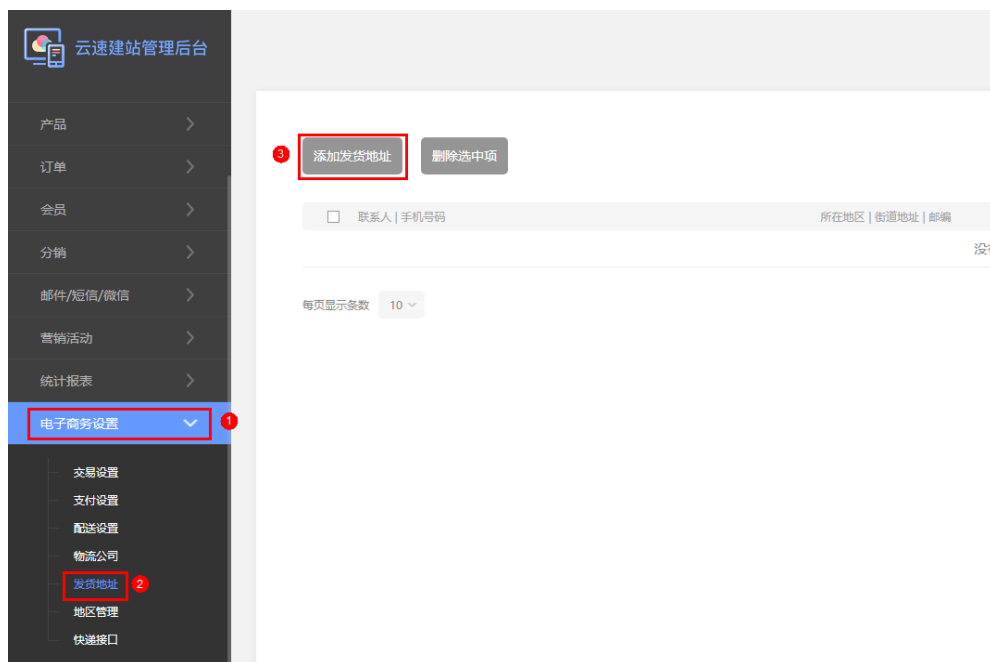 云速建站管理后台
产品
订单
会员
分销
邮件/短信/微信
营销活动
统计报表
电子商务设置
1
交易设置
支付设置
配送设置
物流公司
发货地址
2
地区管理
快递接口
3
添加发货地址
删除选中项
联系人 | 手机号码
所在地区 | 街道地址 | 邮编
没
每页显示条数
10